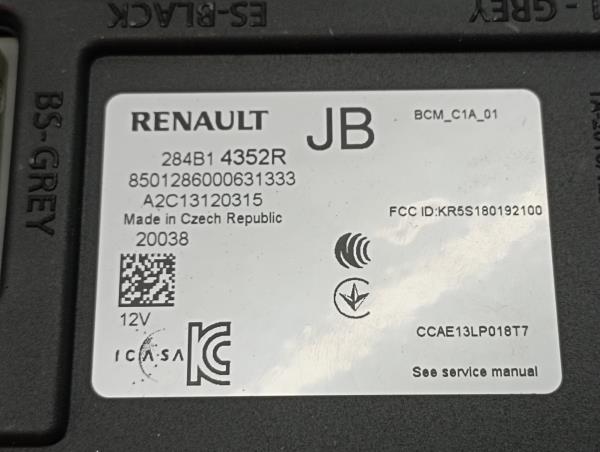 ES-BLACK
1 - GREY
BS-GREY
RENAULT
JB
BCM_C1A_01
284B1 4352R
8501286000631333
A2C13120315
Made in Czech Republic
20038
FCC ID:KR5S180192100
12V
ICASA
CCAE13LP018T7
See service manual